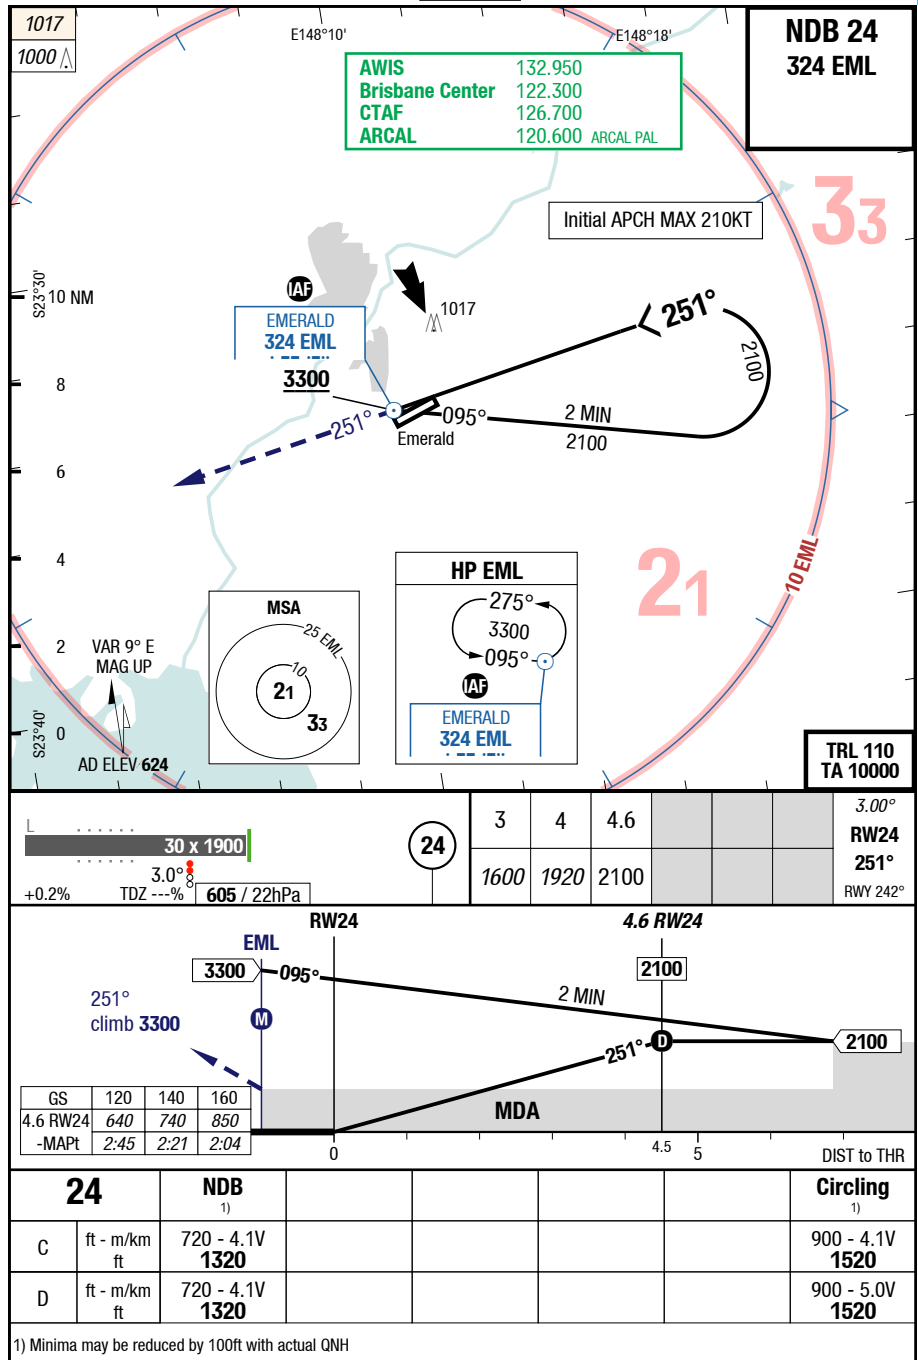 1017
1000
E148°10'
E148°18'
NDB 24
324 EML
AWIS 132.950
Brisbane Center 122.300
CTAF 126.700
ARCAL 120.600 ARCAL PAL
33
Initial APCH MAX 210KT
S23°30'
10 NM
IAF
EMERALD
324 EML
3300
1017
251°
2100
8
251°
095°
2 MIN
2100
Emerald
6
4
21
10 EML
2
0
S23°40'
VAR 9° E
MAG UP
AD ELEV 624
MSA
25 EML
10
21
33
HP EML
275°
3300
095°
IAF
EMERALD
324 EML
TRL 110
TA 10000
L
30 x 1900
3.0°
+0.2% TDZ ---% 605 / 22hPa
24
3 4 4.6
1600 1920 2100
3.00°
RW24
251°
RWY 242°
RW24
4.6 RW24
EML
3300
095°
2100
2 MIN
251°
climb 3300
M
251°
D
2100
MDA
GS 120 140 160
4.6 RW24 640 740 850
-MAPt 2:45 2:21 2:04
0 4.5 5 DIST to THR
24 NDB Circling
1) 1)
C ft - m/km 720 - 4.1V 900 - 4.1V
ft 1320 1520
D ft - m/km 720 - 4.1V 900 - 5.0V
ft 1320 1520
1) Minima may be reduced by 100ft with actual QNH